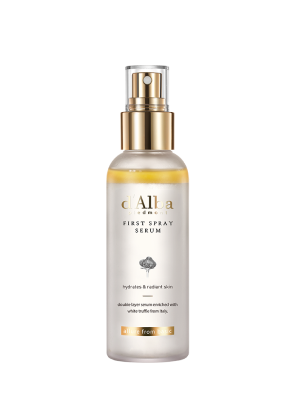 d'Alba
FIRST SPRAY
SERUM
hydrates & radiant skin
double layer serum enriched with
white truffle from Italy,